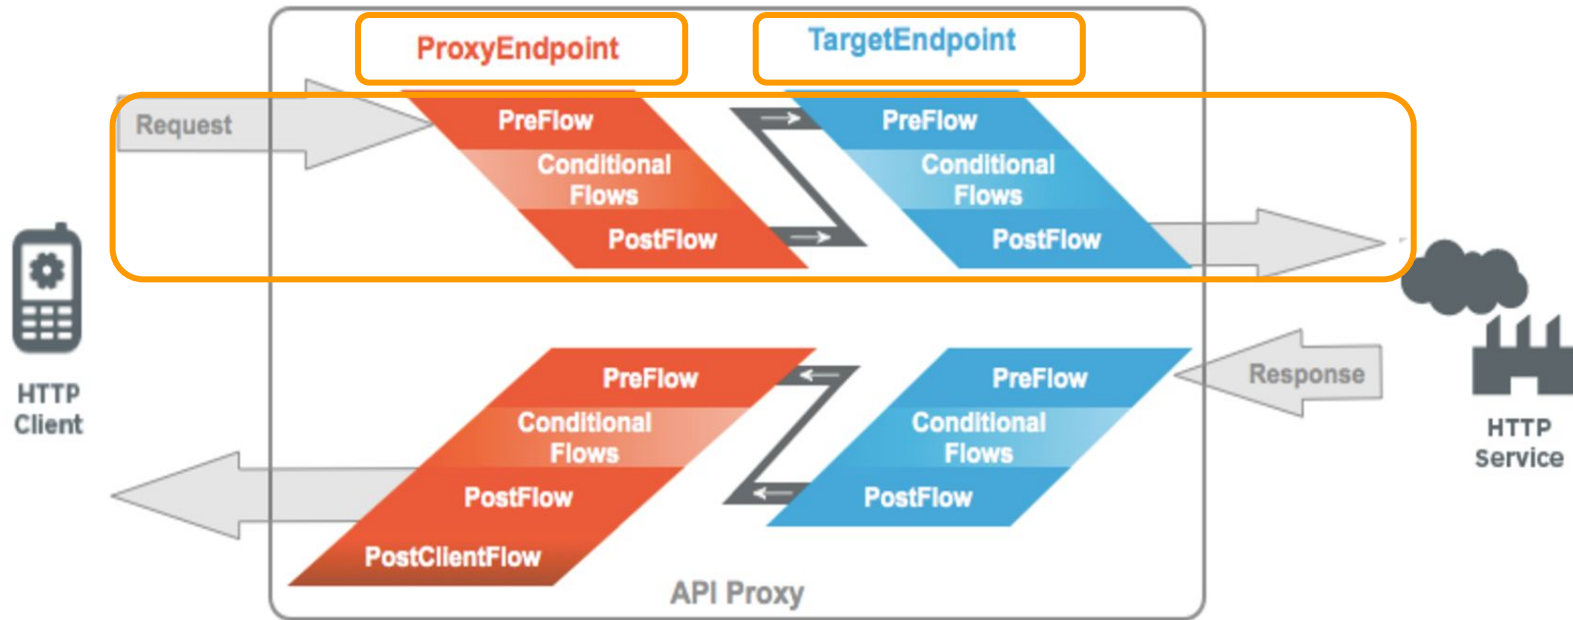 ProxyEndpoint
TargetEndpoint
Request
PreFlow
Conditional
Flows
PostFlow
PreFlow
Conditional
Flows
PostFlow
HTTP
Client
PreFlow
Conditional
Flows
PostFlow
PostClientFlow
PreFlow
Conditional
Flows
PostFlow
Response
HTTP
Service
API Proxy